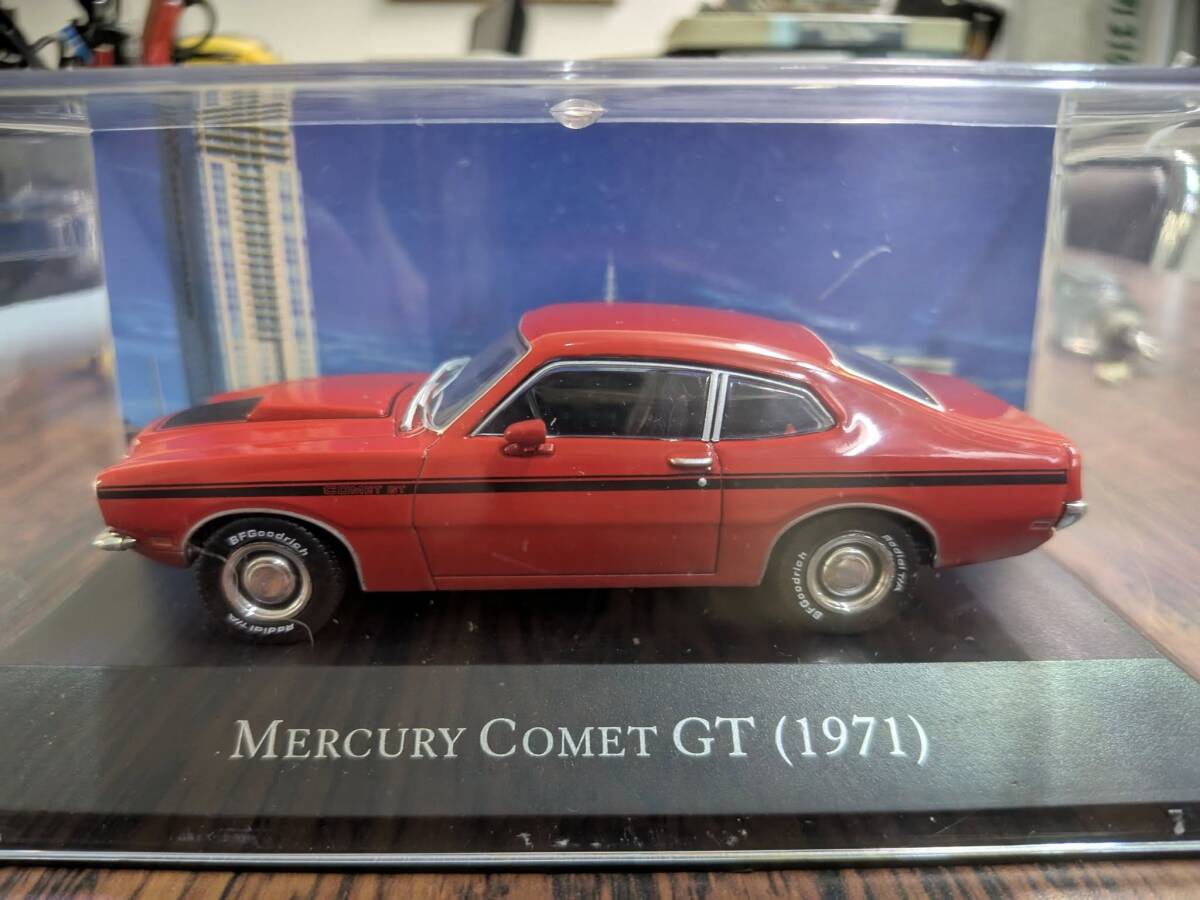 COMET GT
BFGoodrich
Radial T/A
BFGoodrich
Radial T/A
MERCURY COMET GT (1971)